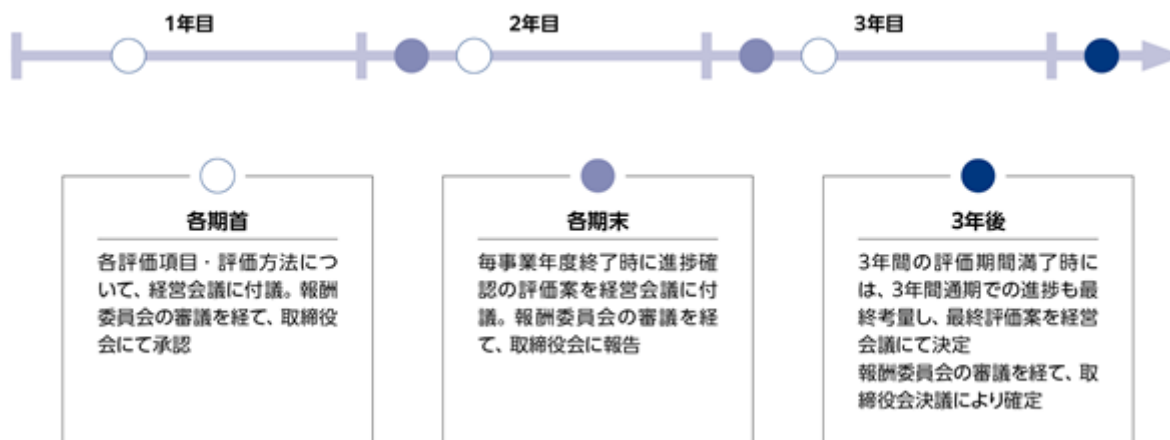 1年目
2年目
3年目
各期首
各評価項目・評価方法につ
いて、経営会議に付議。報酬
委員会の審議を経て、取締役
会にて承認
各期末
毎事業年度終了時に進捗確
認の評価案を経営会議に付
議。報酬委員会の審議を経
て、取締役会に報告
3年後
3年間の評価期間満了時に
は、3年間通期での進捗も最
終考量し、最終評価案を経営
会議にて決定
報酬委員会の審議を経て、取
締役会決議により確定